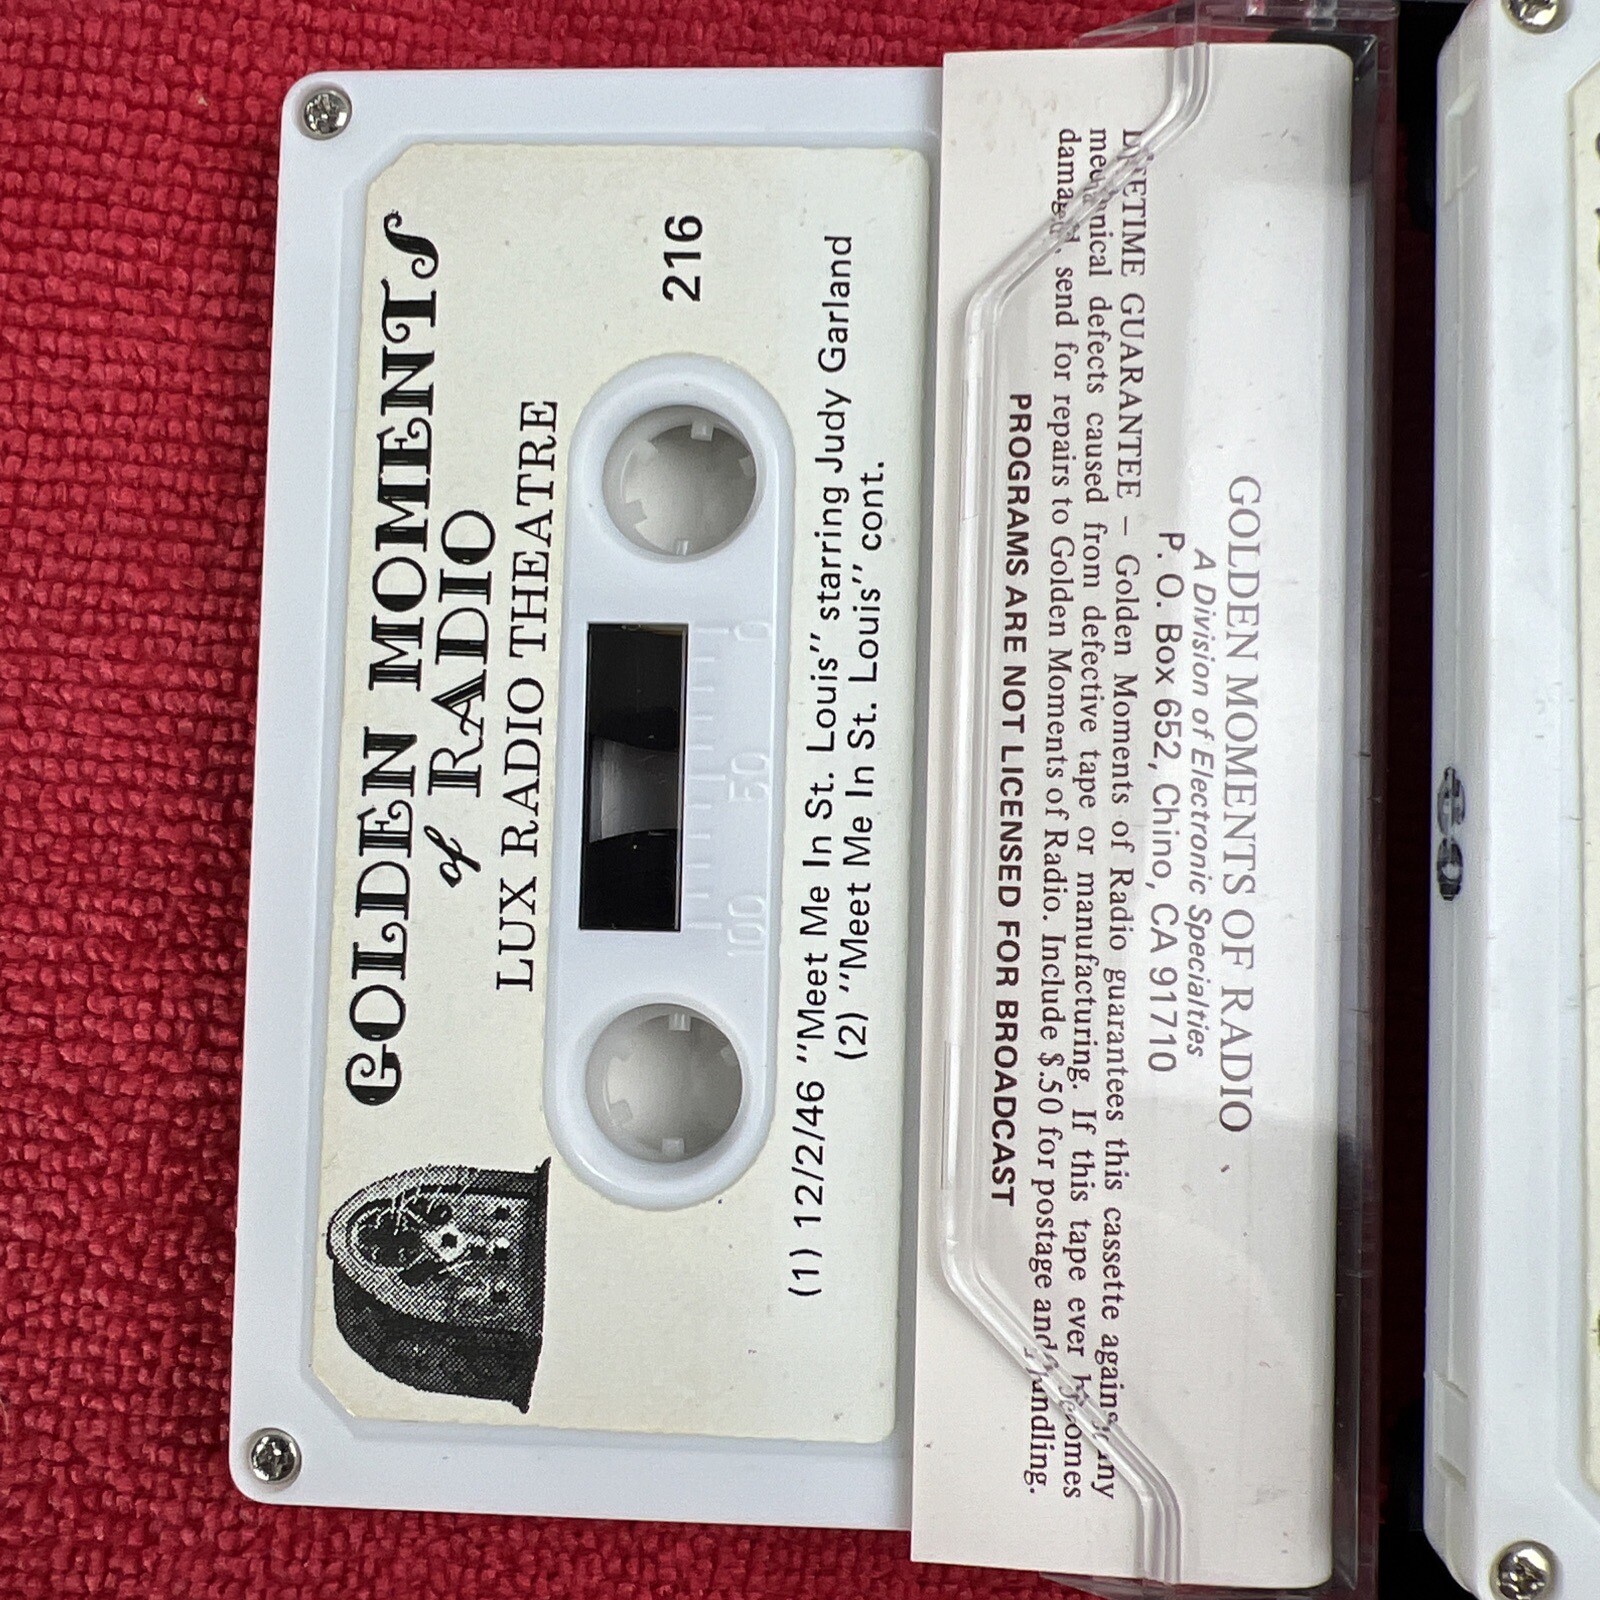 GOLDEN MOMENTS
of RADIO
LUX RADIO THEATRE
216
100 50 0
(1) 12/2/46 "Meet Me In St. Louis" starring Judy Garland
(2) "Meet Me In St. Louis" cont.
GOLDEN MOMENTS OF RADIO
A Division of Electronic Specialties
P. O. Box 652, Chino, CA 91710
LIFETIME GUARANTEE – Golden Moments of Radio guarantees this cassette against any
mechanical defects caused from defective tape or manufacturing. If this tape ever becomes
damaged, send for repairs to Golden Moments of Radio. Include $.50 for postage and handling.
PROGRAMS ARE NOT LICENSED FOR BROADCAST